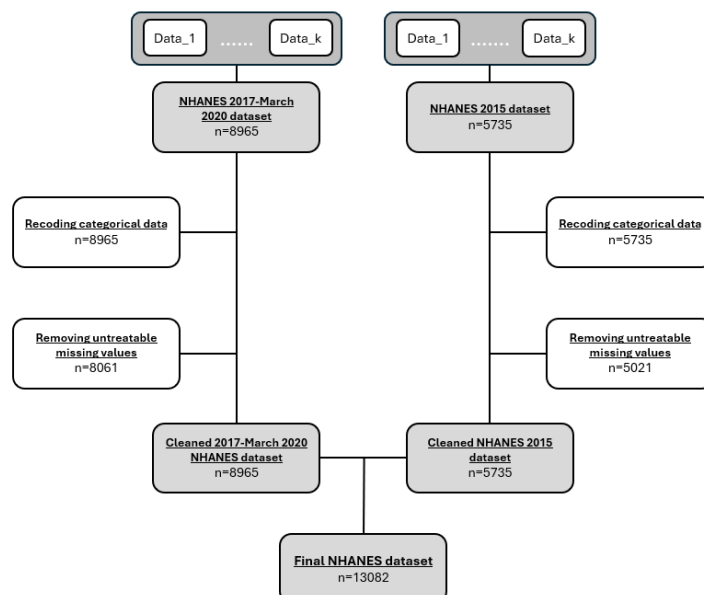 Data_1 ...... Data_k
Data_1 ....... Data_k
NHANES 2017-March
2020 dataset
n=8965
NHANES 2015 dataset
n=5735
Recoding categorical data
n=8965
Recoding categorical data
n=5735
Removing untreatable
missing values
n=8061
Removing untreatable
missing values
n=5021
Cleaned 2017-March 2020
NHANES dataset
n=8965
Cleaned NHANES 2015
dataset
n=5735
Final NHANES dataset
n=13082